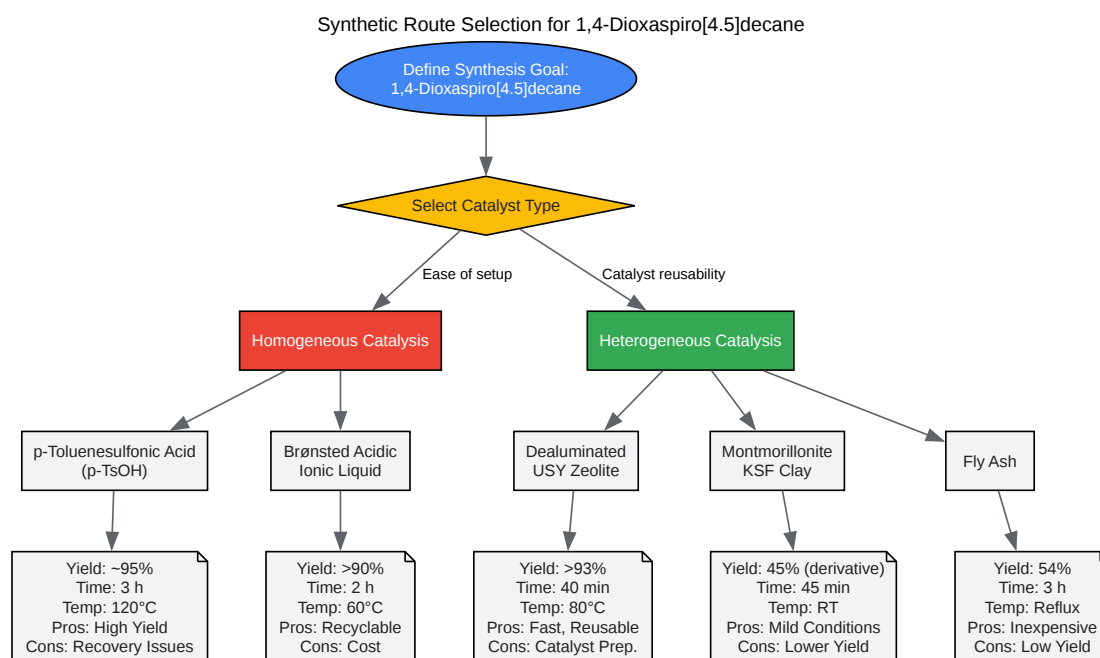 Synthetic Route Selection for 1,4-Dioxaspiro[4.5]decane
Define Synthesis Goal:
1,4-Dioxaspiro[4.5]decane
Select Catalyst Type
Ease of setup
Catalyst reusability
Homogeneous Catalysis
Heterogeneous Catalysis
p-Toluenesulfonic Acid
(p-TsOH)
Brønsted Acidic
Ionic Liquid
Dealuminated
USY Zeolite
Montmorillonite
KSF Clay
Fly Ash
Yield: ~95%
Time: 3 h
Temp: 120°C
Pros: High Yield
Cons: Recovery Issues
Yield: >90%
Time: 2 h
Temp: 60°C
Pros: Recyclable
Cons: Cost
Yield: >93%
Time: 40 min
Temp: 80°C
Pros: Fast, Reusable
Cons: Catalyst Prep.
Yield: 45% (derivative)
Time: 45 min
Temp: RT
Pros: Mild Conditions
Cons: Lower Yield
Yield: 54%
Time: 3 h
Temp: Reflux
Pros: Inexpensive
Cons: Low Yield